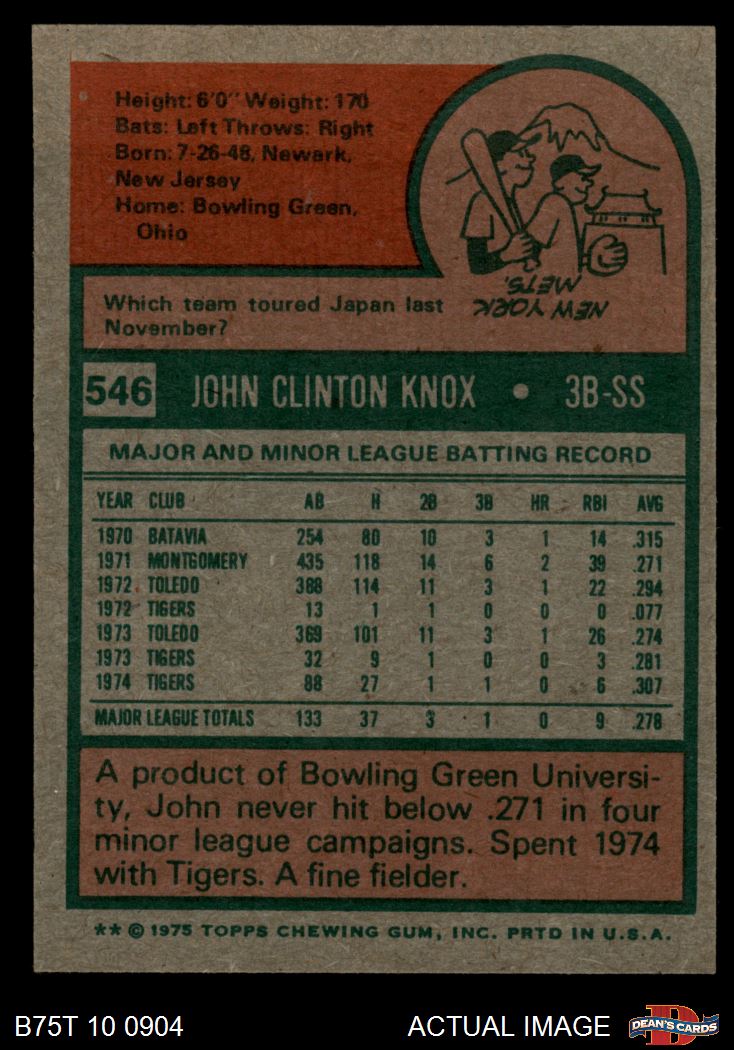 Height: 6'0" Weight: 170
Bats: Left Throws: Right
Born: 7-26-48, Newark,
New Jersey
Home: Bowling Green,
Ohio
Which team toured Japan last
November?
NEW YORK
METS.
546 JOHN CLINTON KNOX • 3B-SS
MAJOR AND MINOR LEAGUE BATTING RECORD
YEAR CLUB AB H 2B 3B HR RBI AVG
1970 BATAVIA 254 80 10 3 1 14 .315
1971 MONTGOMERY 435 118 14 6 2 39 .271
1972 TOLEDO 388 114 11 3 1 22 .294
1972 TIGERS 13 1 1 0 0 0 .077
1973 TOLEDO 369 101 11 3 1 26 .274
1973 TIGERS 32 9 1 0 0 3 .281
1974 TIGERS 88 27 1 1 0 6 .307
MAJOR LEAGUE TOTALS 133 37 3 1 0 9 .278
A product of Bowling Green Universi-
ty, John never hit below .271 in four
minor league campaigns. Spent 1974
with Tigers. A fine fielder.
** © 1975 TOPPS CHEWING GUM, INC. PRTD IN U.S.A.
B75T 10 0904 ACTUAL IMAGE DEAN'S CARDS